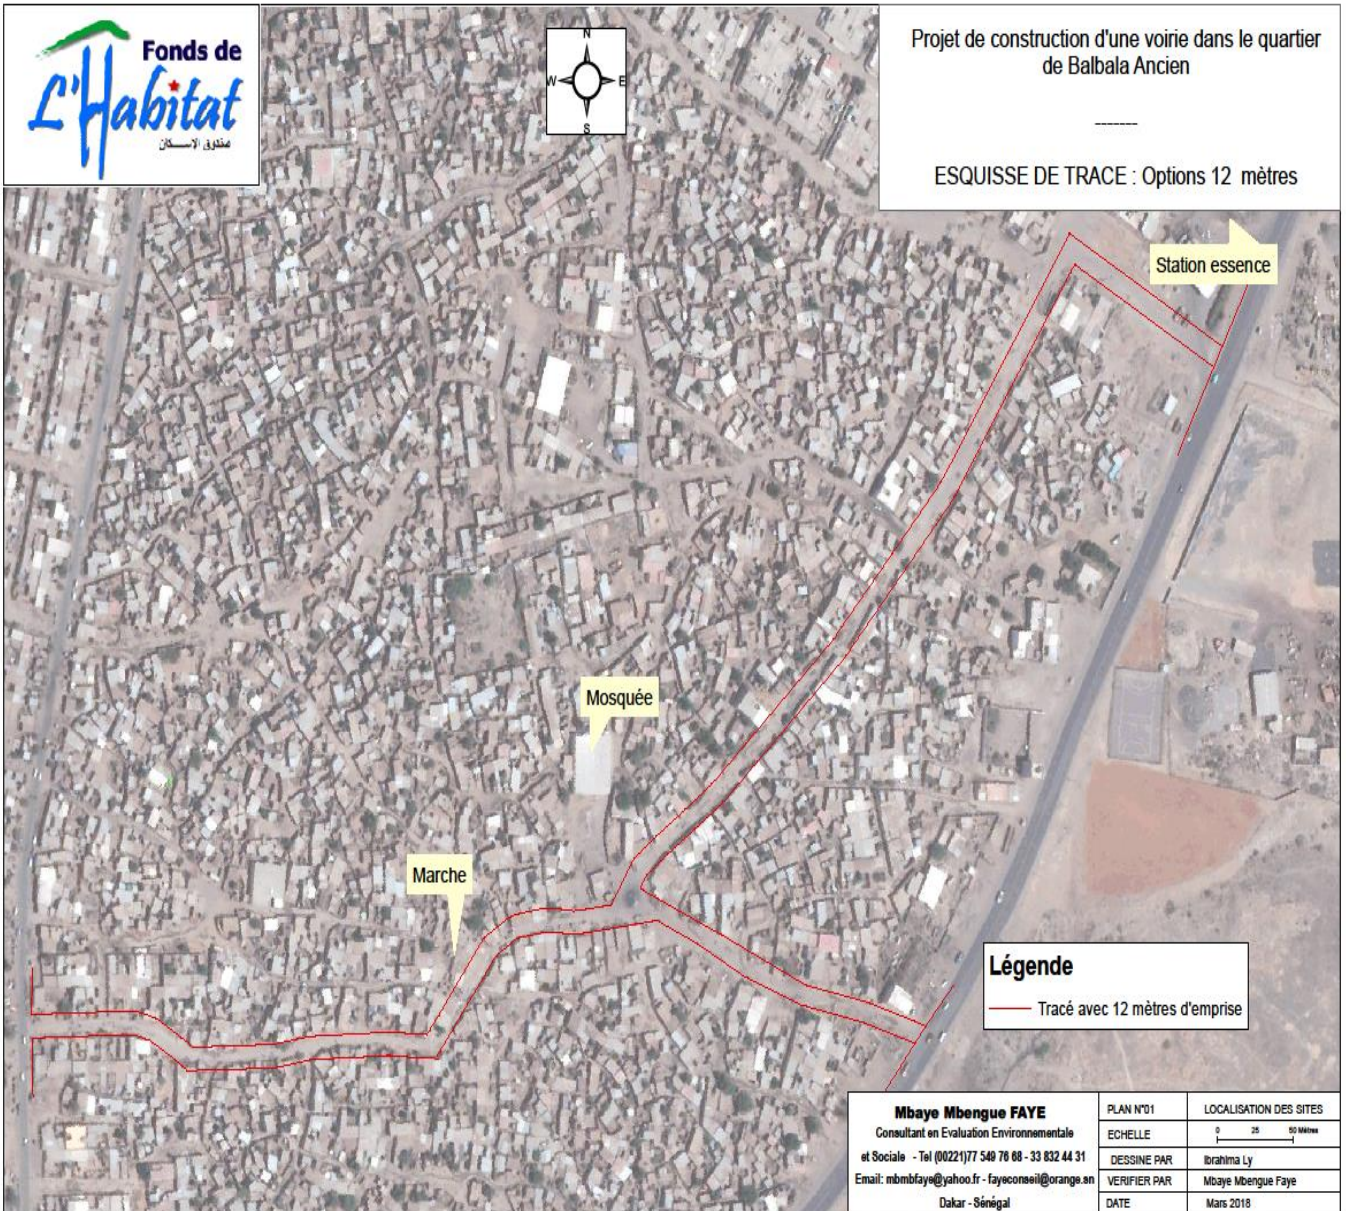 Fonds de
L'Habitat
صندوق الإسكان
N
W E
S
Projet de construction d'une voirie dans le quartier
de Balbala Ancien
-------
ESQUISSE DE TRACE : Options 12 mètres
Station essence
Mosquée
Marche
Légende
Tracé avec 12 mètres d'emprise
Mbaye Mbengue FAYE
Consultant en Evaluation Environnementale
et Sociale - Tel (00221)77 549 76 68 - 33 832 44 31
Email: mbmbfaye@yahoo.fr - fayeconseil@orange.sn
Dakar - Sénégal
PLAN N°01 LOCALISATION DES SITES
ECHELLE 0 25 50 Mètres
DESSINE PAR Ibrahima Ly
VERIFIER PAR Mbaye Mbengue Faye
DATE Mars 2018